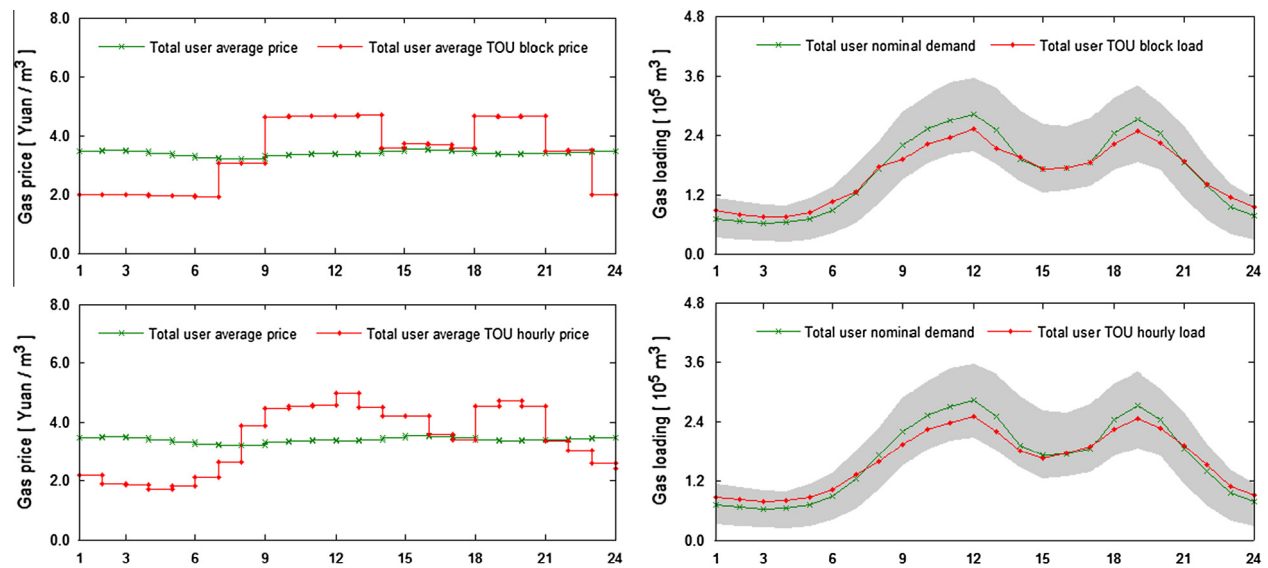 Total user average price
Total user average TOU block price
Gas price [ Yuan / m³ ]
8.0
6.0
4.0
2.0
0.0
1 3 6 9 12 15 18 21 24
Total user nominal demand
Total user TOU block load
Gas loading [ 10⁵ m³ ]
4.8
3.6
2.4
1.2
0.0
1 3 6 9 12 15 18 21 24
Total user average price
Total user average TOU hourly price
Gas price [ Yuan / m³ ]
8.0
6.0
4.0
2.0
0.0
1 3 6 9 12 15 18 21 24
Total user nominal demand
Total user TOU hourly load
Gas loading [ 10⁵ m³ ]
4.8
3.6
2.4
1.2
0.0
1 3 6 9 12 15 18 21 24